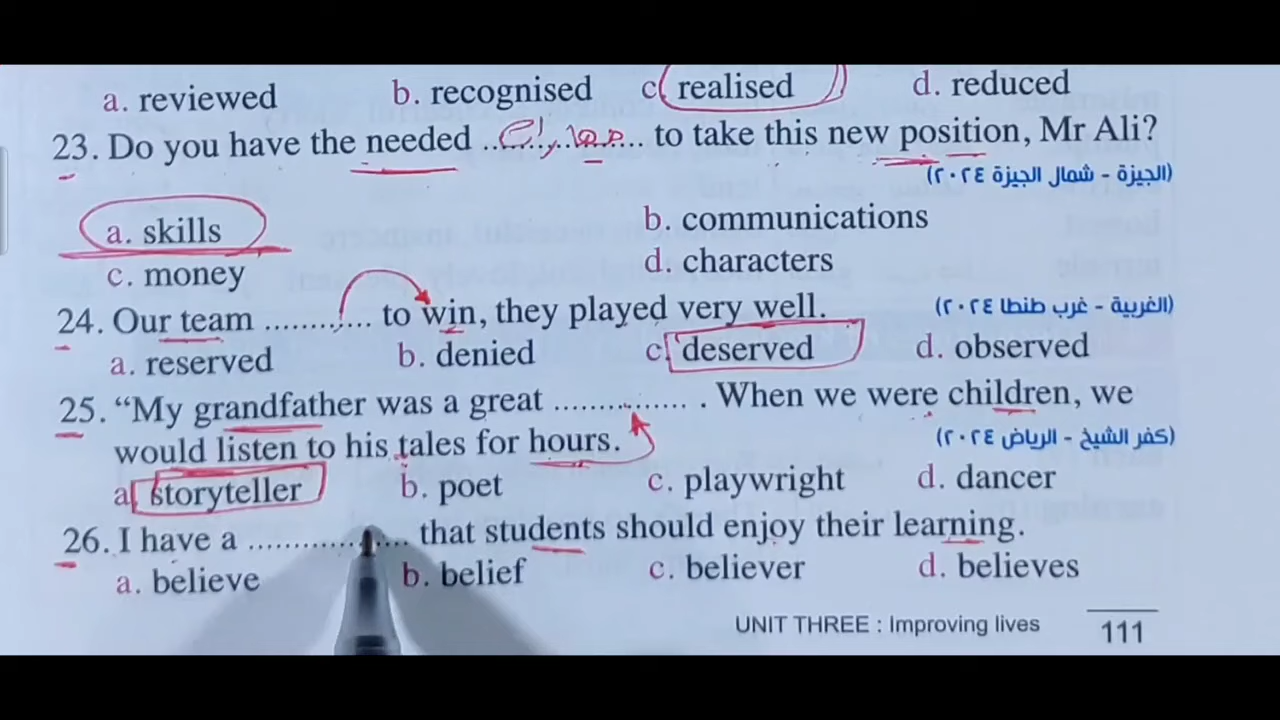 a. reviewed b. recognised c. realised d. reduced
23. Do you have the needed ......مهارات...... to take this new position, Mr Ali?
(الجيزة - شمال الجيزة ٢٠٢٤)
a. skills b. communications
c. money d. characters
24. Our team .............. to win, they played very well. (الغربية - غرب طنطا ٢٠٢٤)
a. reserved b. denied c. deserved d. observed
25. “My grandfather was a great ................. . When we were children, we
would listen to his tales for hours. (كفر الشيخ - الرياض ٢٠٢٤)
a. storyteller b. poet c. playwright d. dancer
26. I have a .................... that students should enjoy their learning.
a. believe b. belief c. believer d. believes
UNIT THREE : Improving lives 111